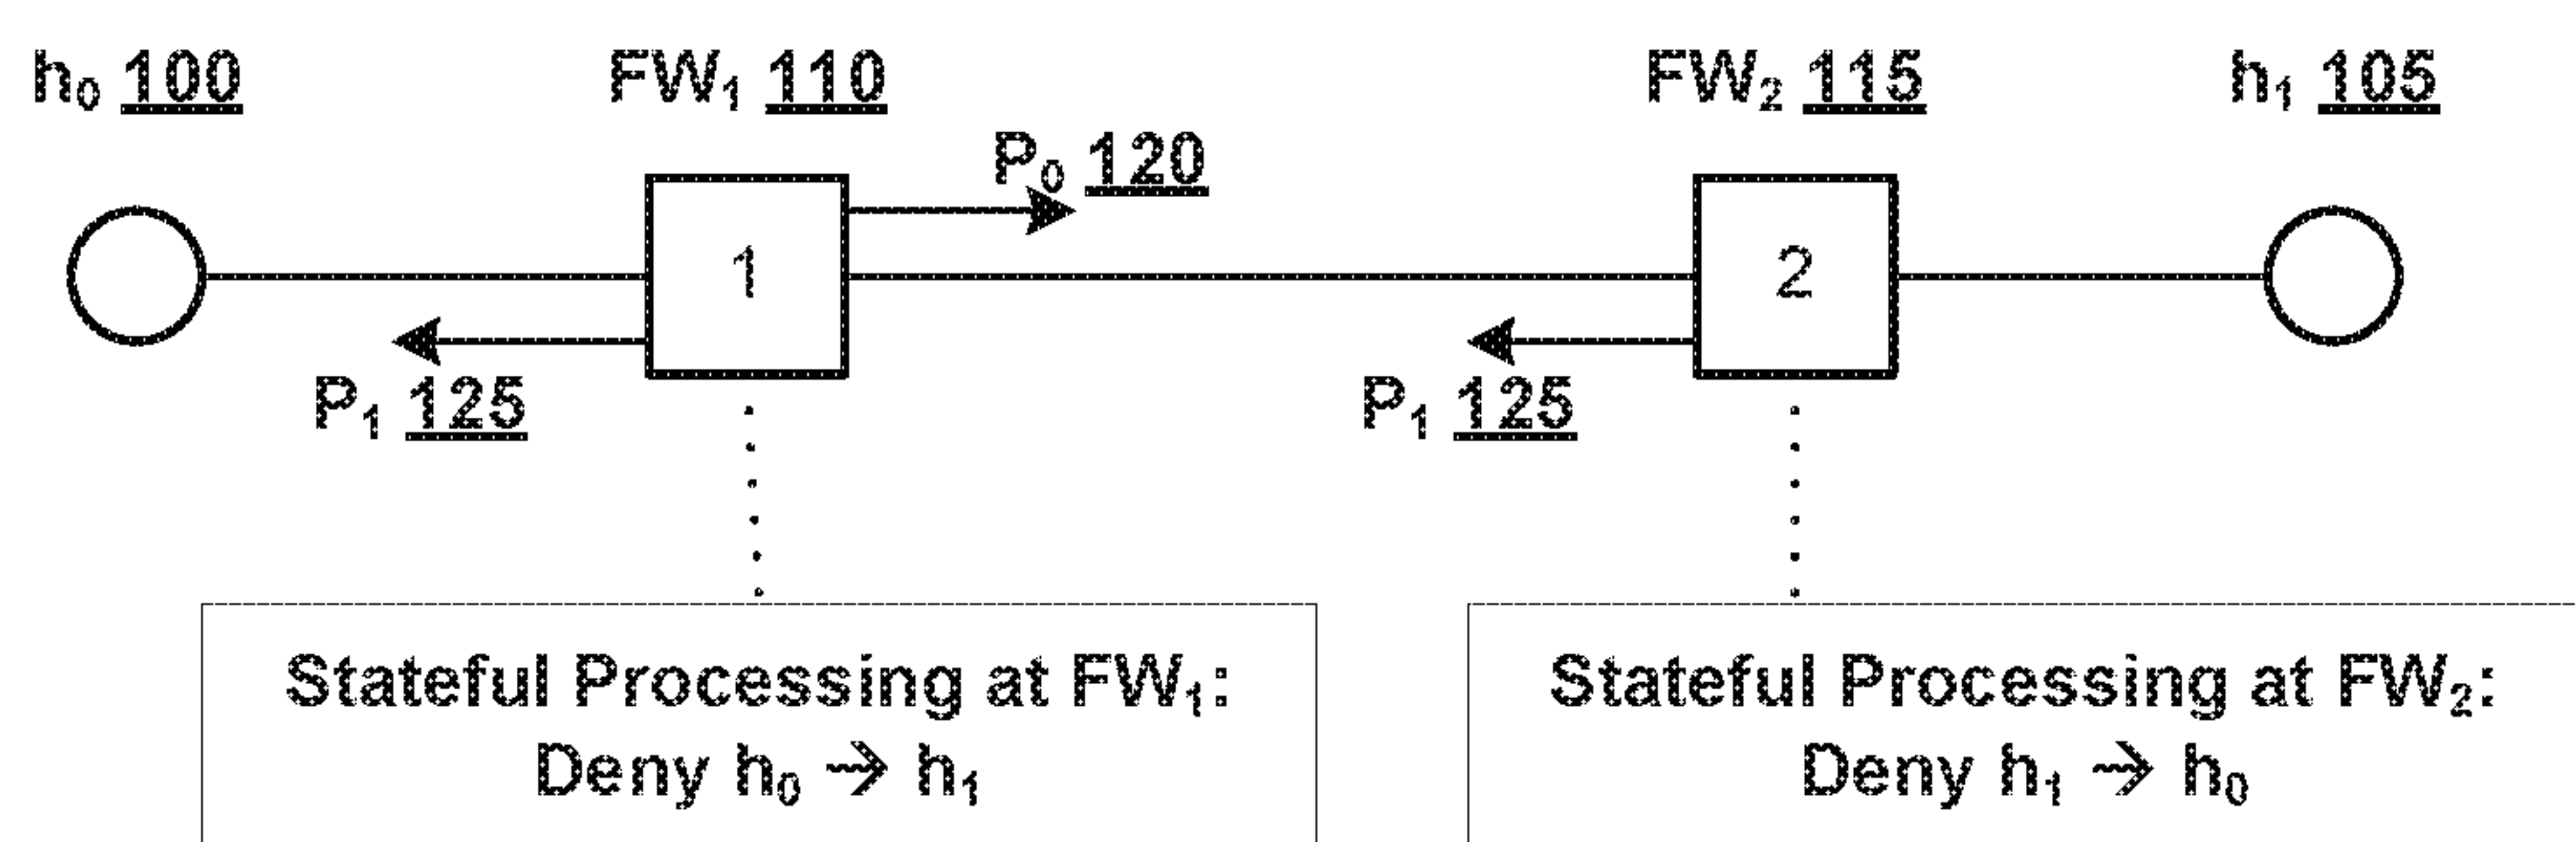 h₀ 100
FW₁ 110
FW₂ 115
h₁ 105
P₀ 120
1
2
P₁ 125
P₁ 125
Stateful Processing at FW₁:
Deny h₀ → h₁
Stateful Processing at FW₂:
Deny h₁ → h₀